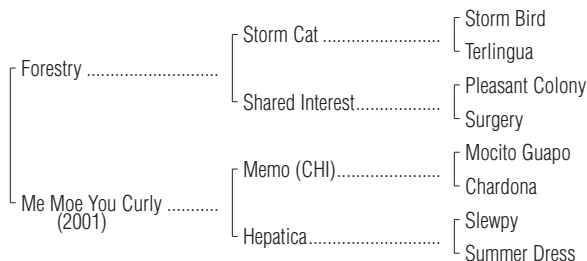 Storm Bird
Storm Cat ..............................
Terlingua
Forestry .................................
Pleasant Colony
Shared Interest.....................
Surgery
Mocito Guapo
Memo (CHI)..........................
Chardona
Me Moe You Curly ............
(2001)
Slewpy
Hepatica.................................
Summer Dress